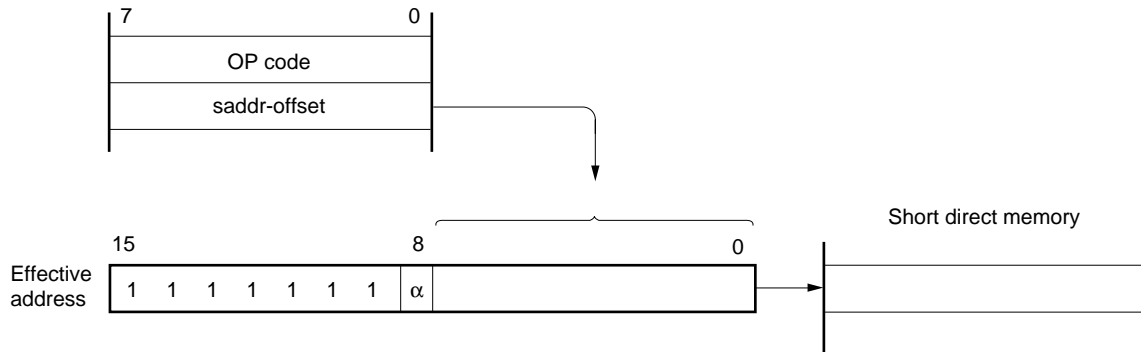 7 0
OP code
saddr-offset
Short direct memory
15 8 0
Effective
address
1 1 1 1 1 1 1 α